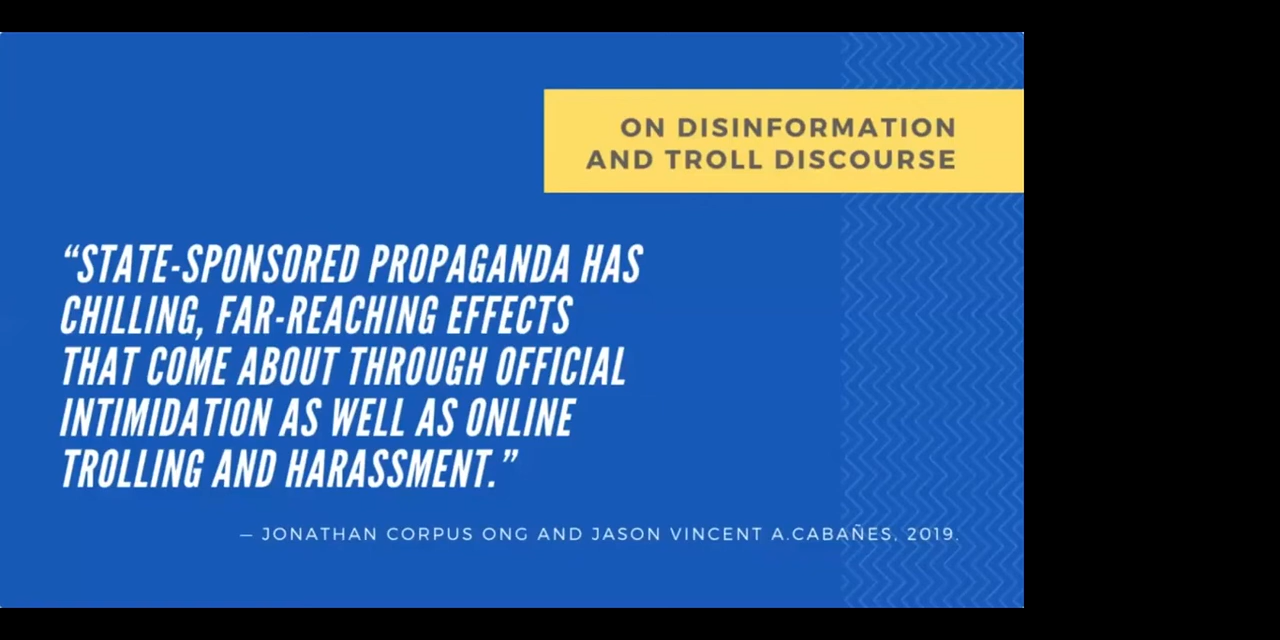 ON DISINFORMATION
AND TROLL DISCOURSE
“STATE-SPONSORED PROPAGANDA HAS
CHILLING, FAR-REACHING EFFECTS
THAT COME ABOUT THROUGH OFFICIAL
INTIMIDATION AS WELL AS ONLINE
TROLLING AND HARASSMENT.”
– JONATHAN CORPUS ONG AND JASON VINCENT A.CABAÑES, 2019.